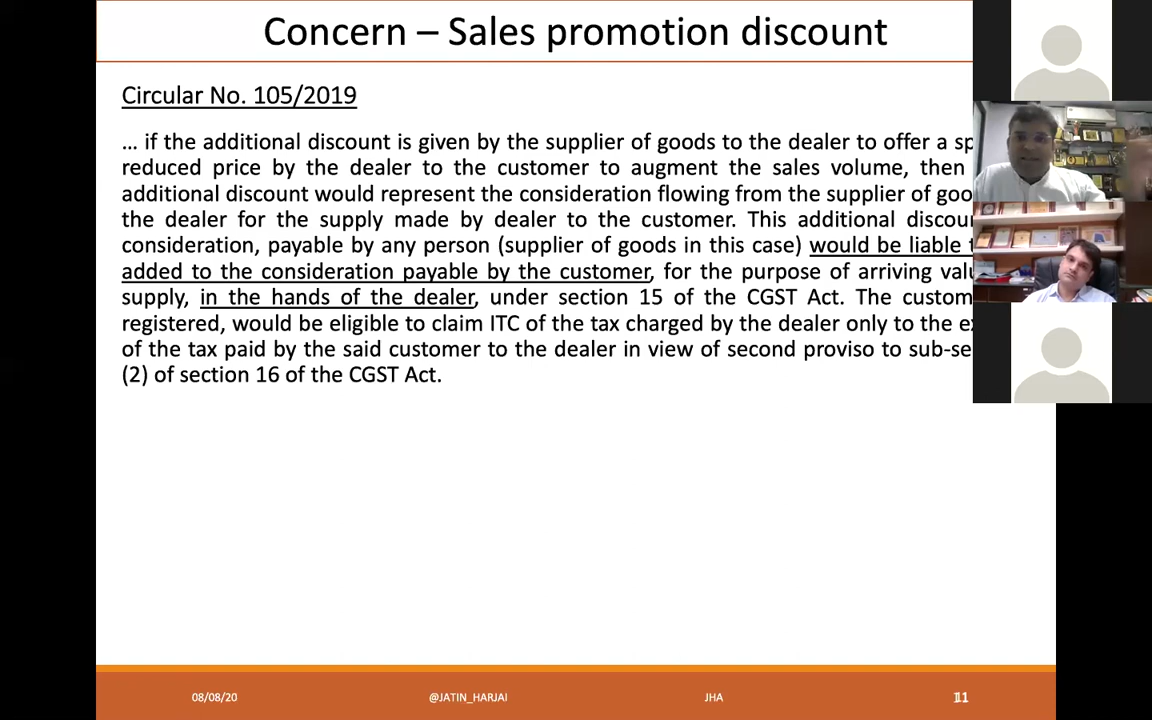 Concern – Sales promotion discount
Circular No. 105/2019
... if the additional discount is given by the supplier of goods to the dealer to offer a
reduced price by the dealer to the customer to augment the sales volume, then
additional discount would represent the consideration flowing from the supplier of
the dealer for the supply made by dealer to the customer. This additional
consideration, payable by any person (supplier of goods in this case) would be liable
added to the consideration payable by the customer, for the purpose of arriving
supply, in the hands of the dealer, under section 15 of the CGST Act. The
registered, would be eligible to claim ITC of the tax charged by the dealer only to the
of the tax paid by the said customer to the dealer in view of second proviso to
(2) of section 16 of the CGST Act.
08/08/20 @JATIN_HARJAI JHA 11